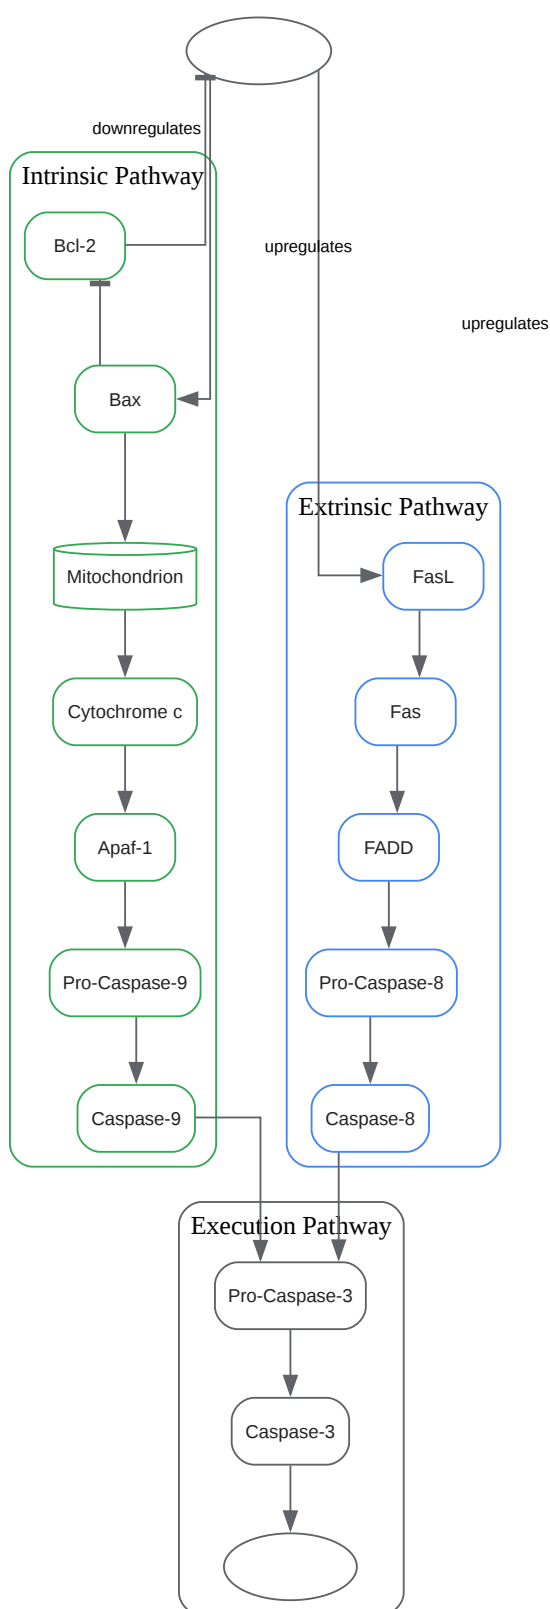 downregulates
Intrinsic Pathway
Bcl-2
upregulates
upregulates
Bax
Extrinsic Pathway
Mitochondrion
FasL
Cytochrome c
Fas
Apaf-1
FADD
Pro-Caspase-9
Pro-Caspase-8
Caspase-9
Caspase-8
Execution Pathway
Pro-Caspase-3
Caspase-3